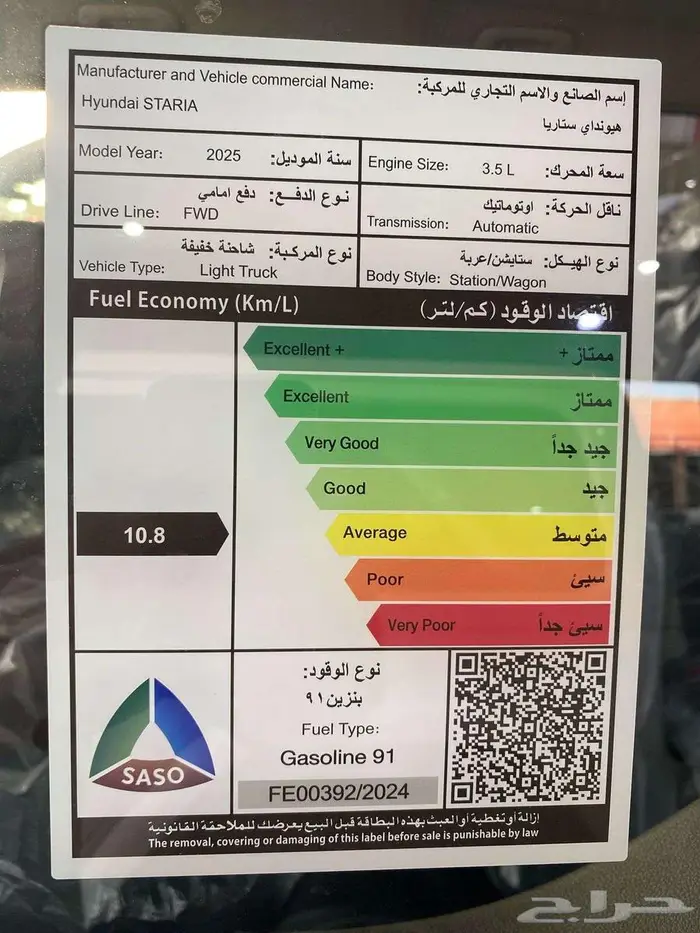 Manufacturer and Vehicle commercial Name:
إسم الصانع والاسم التجاري للمركبة:
Hyundai STARIA
هيونداي ستاريا
Model Year: 2025 سنة الموديل:
Engine Size: 3.5 L سعة المحرك:
نوع الدفع: دفع امامي
Drive Line: FWD
ناقل الحركة: اوتوماتيك
Transmission: Automatic
نوع المركبة: شاحنة خفيفة
Vehicle Type: Light Truck
نوع الهيكل: ستايشن/عربة
Body Style: Station/Wagon
Fuel Economy (Km/L) اقتصاد الوقود (كم/لتر)
Excellent + ممتاز +
Excellent ممتاز
Very Good جيد جداً
Good جيد
10.8
Average متوسط
Poor سيئ
Very Poor سيئ جداً
SASO
نوع الوقود:
بنزين ٩١
Fuel Type:
Gasoline 91
FE00392/2024
إزالة أو تغطية أو العبث بهذه البطاقة قبل البيع يعرضك للملاحقة القانونية
The removal, covering or damaging of this label before sale is punishable by law
حراج